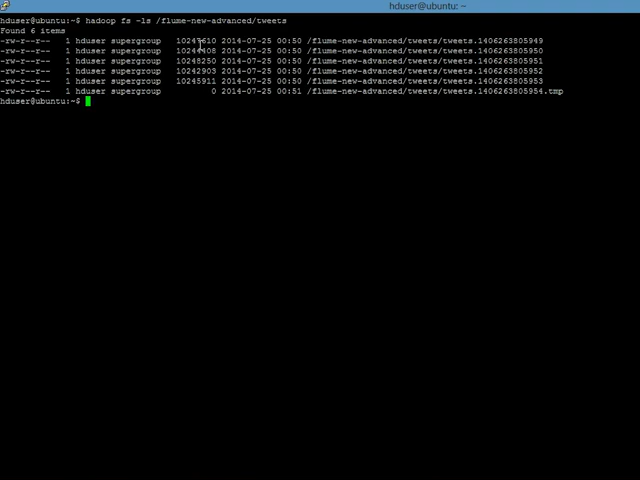 hduser@ubuntu: ~
hduser@ubuntu:~$ hadoop fs -ls /flume-new-advanced/tweets
Found 6 items
-rw-r--r-- 1 hduser supergroup 10247610 2014-07-25 00:50 /flume-new-advanced/tweets/tweets.1406263805949
-rw-r--r-- 1 hduser supergroup 2014-07-25 00:50 /flume-new-advanced/tweets/tweets.1406263805950
-rw-r--r-- 1 hduser supergroup 10248250 2014-07-25 00:50 /flume-new-advanced/tweets/tweets.1406263805951
-rw-r--r-- 1 hduser supergroup 10242903 2014-07-25 00:50 /flume-new-advanced/tweets/tweets.1406263805952
-rw-r--r-- 1 hduser supergroup 10245911 2014-07-25 00:50 /flume-new-advanced/tweets/tweets.1406263805953
-rw-r--r-- 1 hduser supergroup 0 2014-07-25 00:51 /flume-new-advanced/tweets/tweets.1406263805954.tmp
hduser@ubuntu:~$